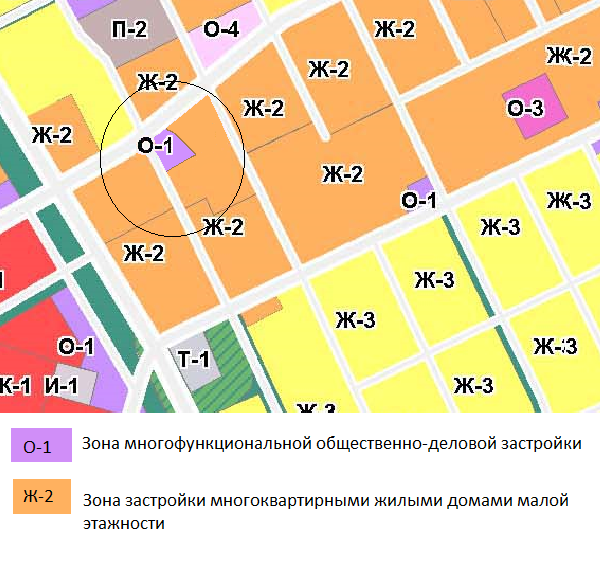 П-2
О-4
Ж-2
Ж-2
Ж-2
Ж-2
Ж-2
О-3
Ж-2
О-1
Ж-2
О-1
Ж-3
Ж-3
Ж-2
Ж-2
Ж-3
Ж-3
О-1
Т-1
Ж-3
К-1
И-1
Ж-3
Ж-3
О-1
Зона многофункциональной общественно-деловой застройки
Ж-2
Зона застройки многоквартирными жилыми домами малой
этажности